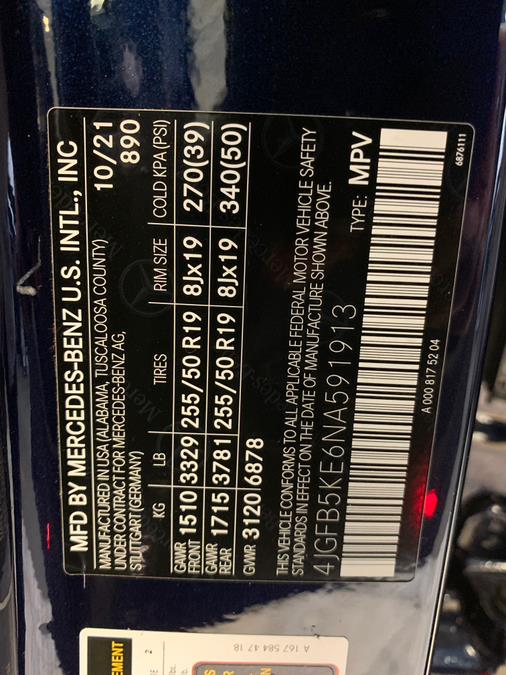 MFD BY MERCEDES-BENZ U.S. INTL., INC
MANUFACTURED IN USA (ALABAMA, TUSCALOOSA COUNTY)
UNDER CONTRACT FOR MERCEDES-BENZ AG,
STUTTGART (GERMANY)
10/21
890
KG LB TIRES RIM SIZE COLD KPA (PSI)
GAWR FRONT 1510 3329 255/50 R19 8Jx19 270(39)
GAWR REAR 1715 3781 255/50 R19 8Jx19 340(50)
GVWR 3120/6878
THIS VEHICLE CONFORMS TO ALL APPLICABLE FEDERAL MOTOR VEHICLE SAFETY
STANDARDS IN EFFECT ON THE DATE OF MANUFACTURE SHOWN ABOVE.
4JGFB5KE6NA591913 TYPE: MPV
A 000 817 52 04
6876111
A 167 584 47 18